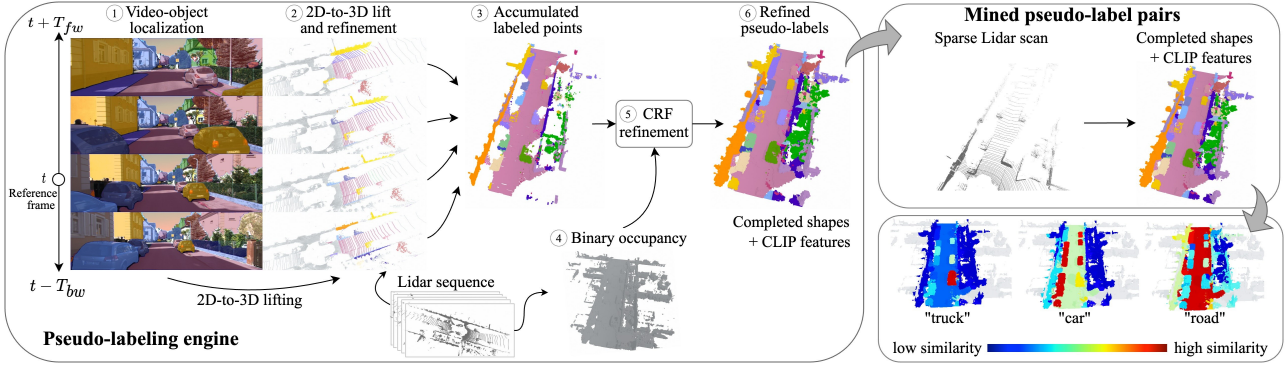 ① Video-object
localization
② 2D-to-3D lift
and refinement
③ Accumulated
labeled points
⑥ Refined
pseudo-labels
t + T_fw
t
Reference
frame
t − T_bw
2D-to-3D lifting
Lidar sequence
④ Binary occupancy
⑤ CRF
refinement
Completed shapes
+ CLIP features
Pseudo-labeling engine
Mined pseudo-label pairs
Sparse Lidar scan
Completed shapes
+ CLIP features
"truck"
"car"
"road"
low similarity
high similarity